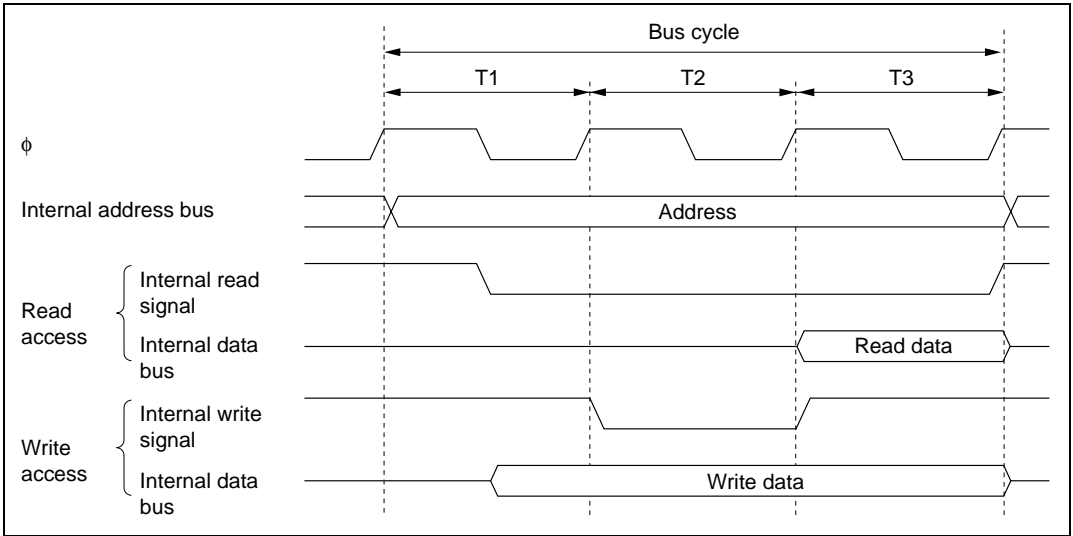 Bus cycle
T1 T2 T3
ϕ
Internal address bus
Address
Read
access
Internal read
signal
Internal data
bus
Read data
Write
access
Internal write
signal
Internal data
bus
Write data